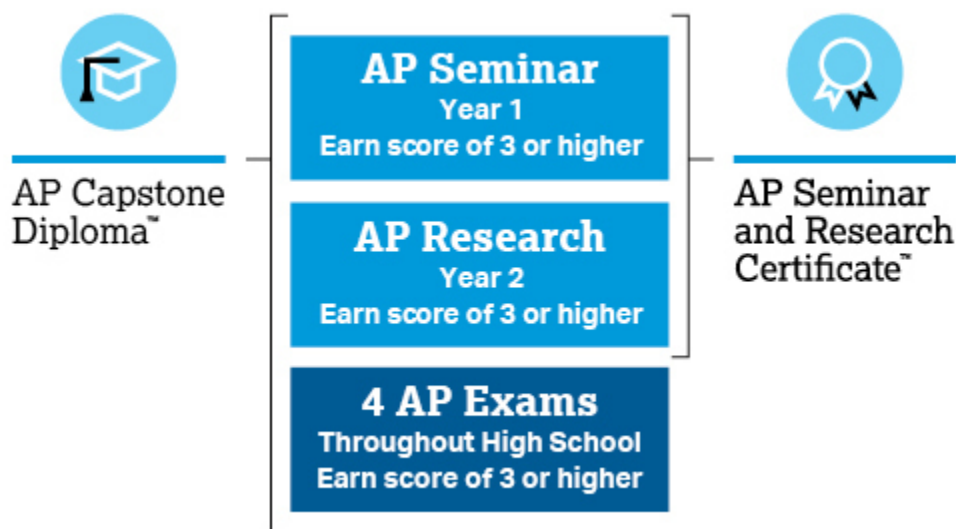 AP Capstone
Diploma™
AP Seminar
Year 1
Earn score of 3 or higher
AP Research
Year 2
Earn score of 3 or higher
4 AP Exams
Throughout High School
Earn score of 3 or higher
AP Seminar
and Research
Certificate™